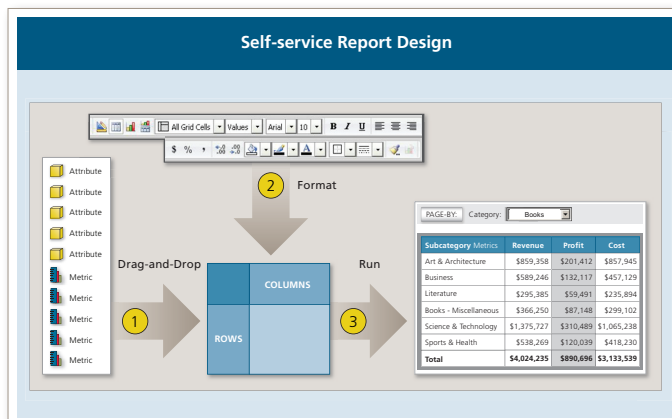 Self-service Report Design
All Grid Cells Values Arial 10 B I U
$ % ,
2 Format
Attribute
Attribute
Attribute
Attribute
Attribute
Metric
Metric
Metric
Metric
Metric
Drag-and-Drop
1
COLUMNS
ROWS
Run
3
PAGE-BY: Category: Books
Subcategory Metrics Revenue Profit Cost
Art & Architecture $859,358 $201,412 $857,945
Business $589,246 $132,117 $457,129
Literature $295,385 $59,491 $235,894
Books - Miscellaneous $366,250 $87,148 $299,102
Science & Technology $1,375,727 $310,489 $1,065,238
Sports & Health $538,269 $120,039 $418,230
Total $4,024,235 $890,696 $3,133,539